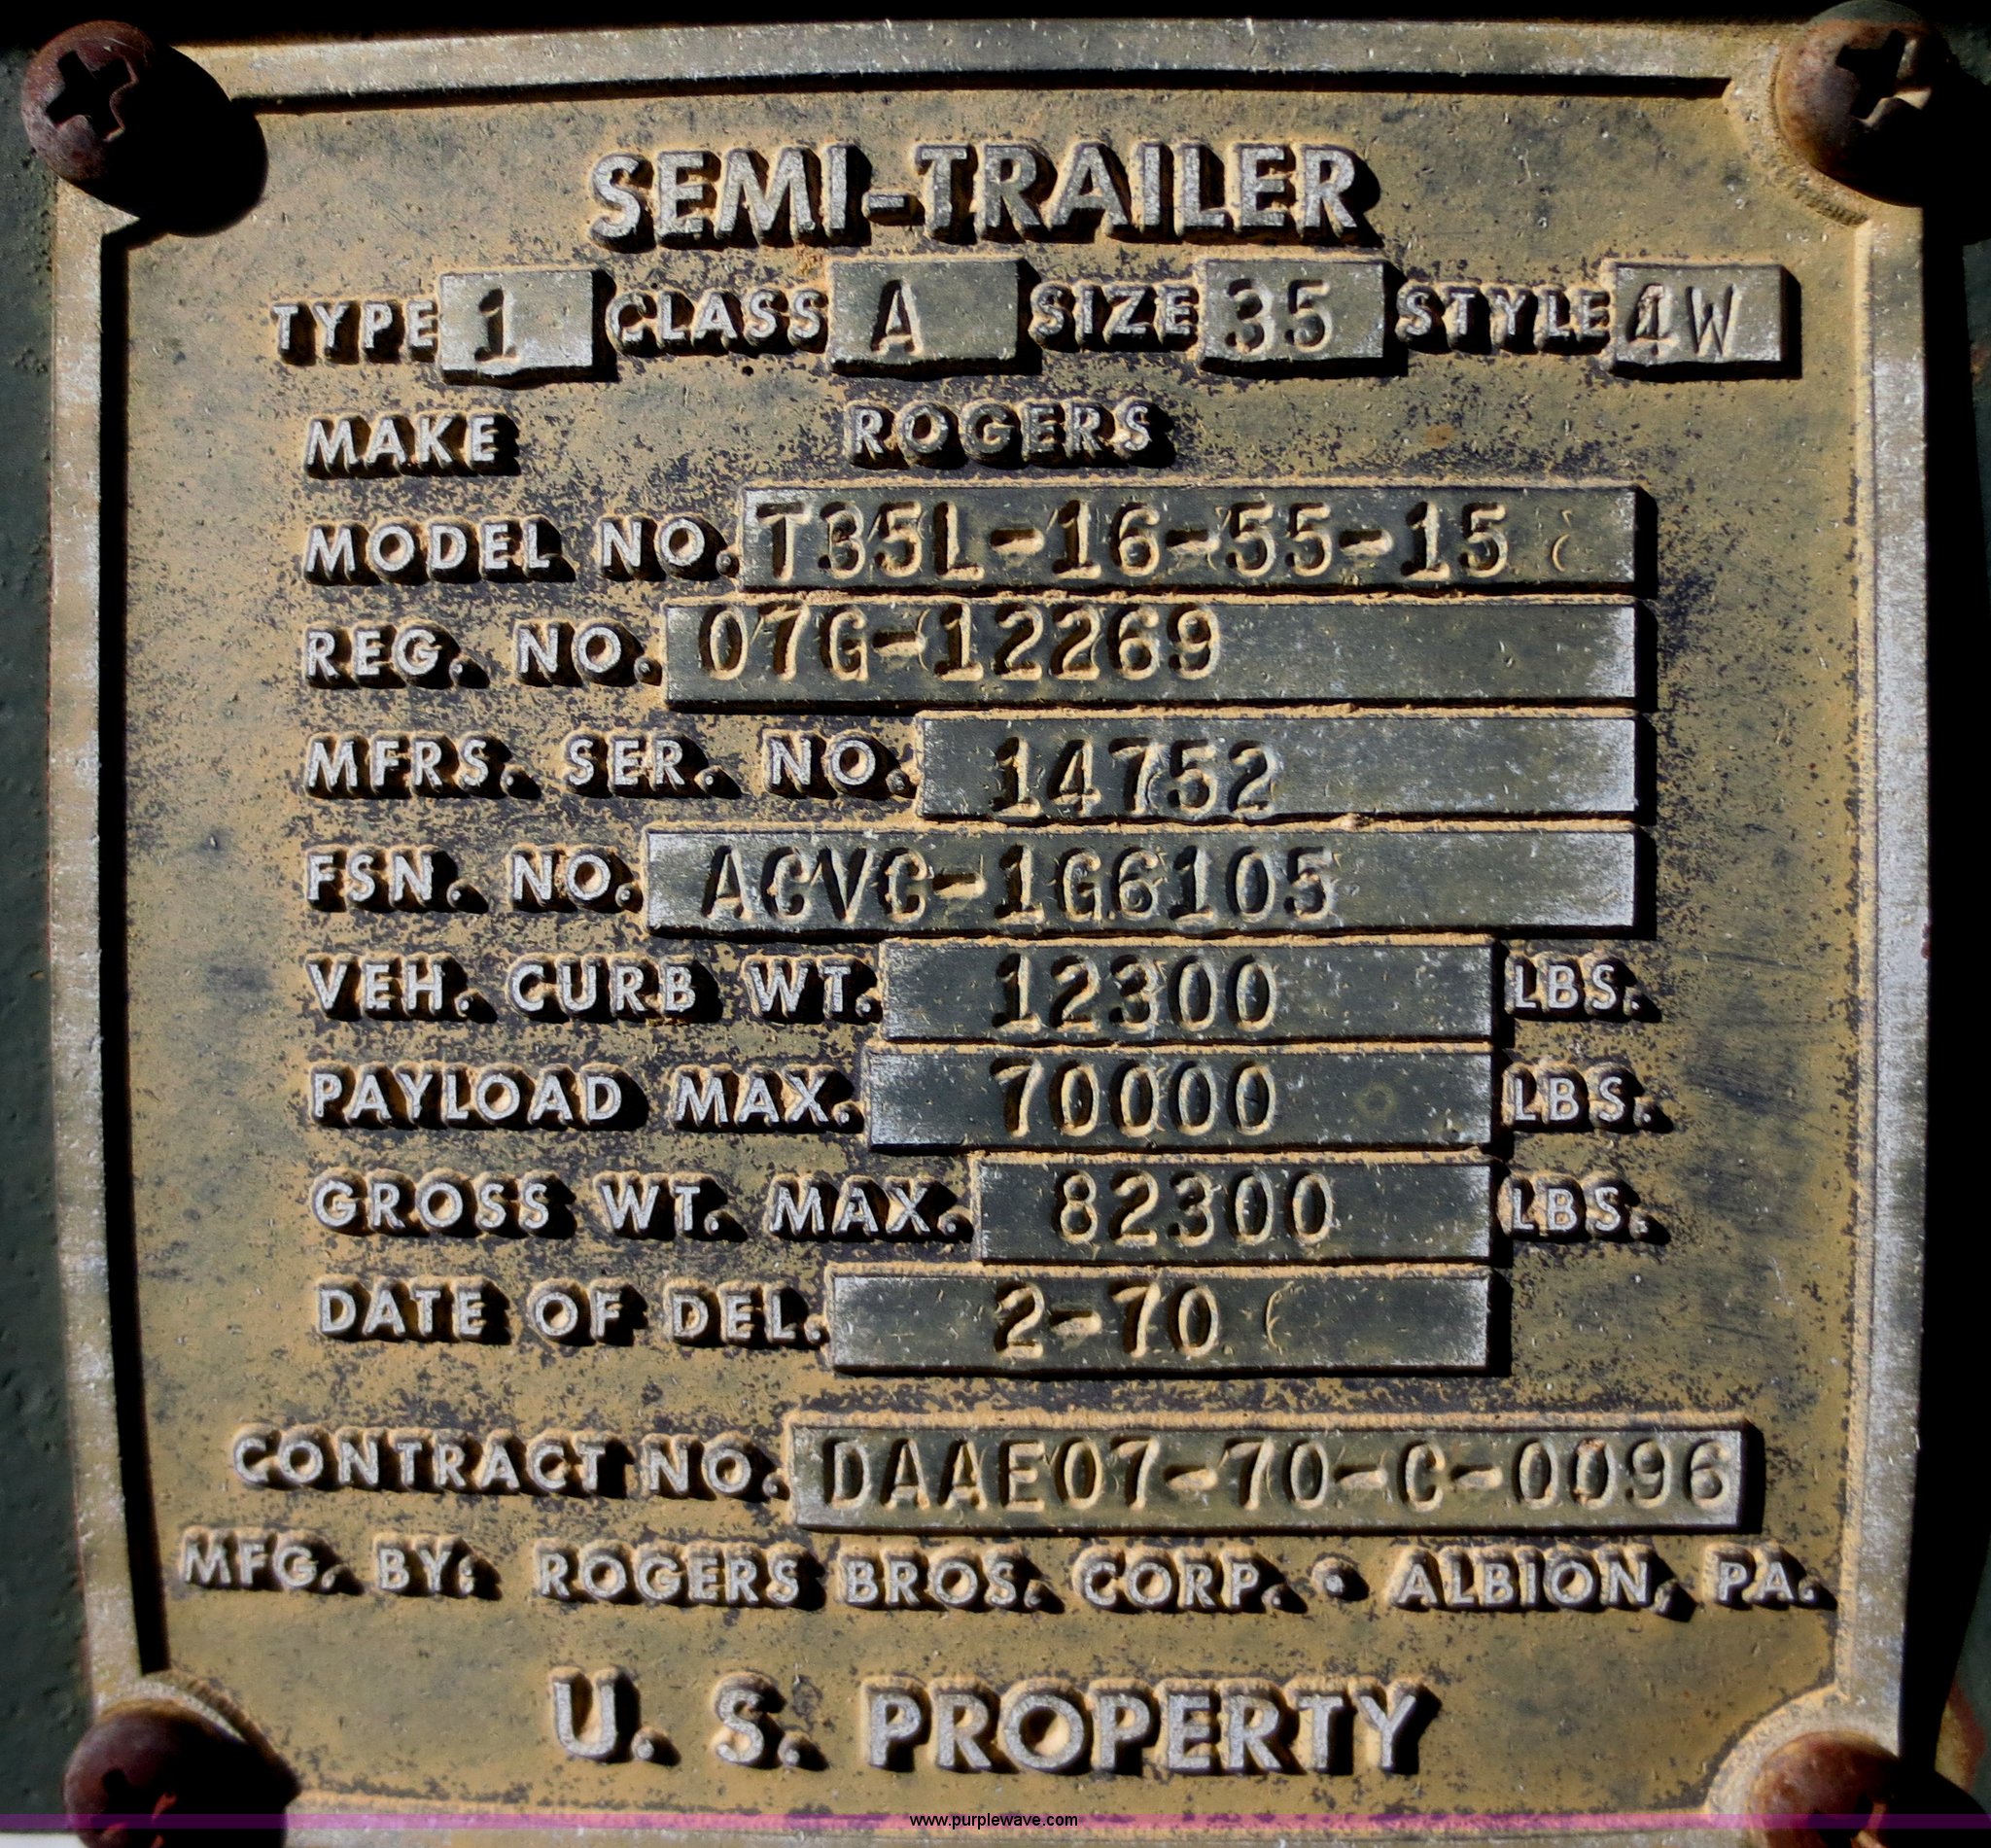 SEMI-TRAILER
TYPE 1 CLASS A SIZE 35 STYLE 4W
MAKE ROGERS
MODEL NO. T35L-16-55-15
REG. NO. 07G-12269
MFRS. SER. NO. 14752
FSN. NO. ACVC-1G6105
VEH. CURB WT. 12300 LBS.
PAYLOAD MAX. 70000 LBS.
GROSS WT. MAX. 82300 LBS.
DATE OF DEL. 2-70
CONTRACT NO. DAAE07-70-C-0096
MFG. BY: ROGERS BROS. CORP. • ALBION, PA.
U. S. PROPERTY
www.purplewave.com